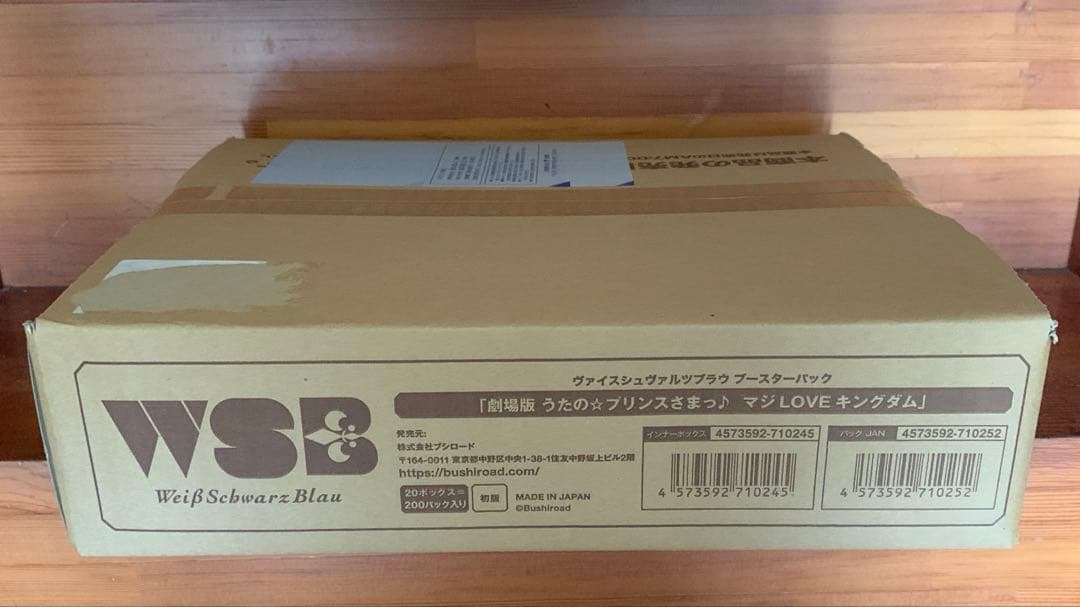 本商品の発売
WSB
Weiß Schwarz Blau
ヴァイスシュヴァルツブラウ ブースターパック
「劇場版 うたの☆プリンスさまっ♪ マジLOVEキングダム」
発売元:
株式会社ブシロード
〒164-0011 東京都中野区中央1-38-1住友中野坂上ビル2階
https://bushiroad.com/
20ボックス=
200パック入り
初版
MADE IN JAPAN
©Bushiroad
インナーボックス 4573592-710245
4 573592 710245
パック JAN 4573592-710252
4 573592 710252